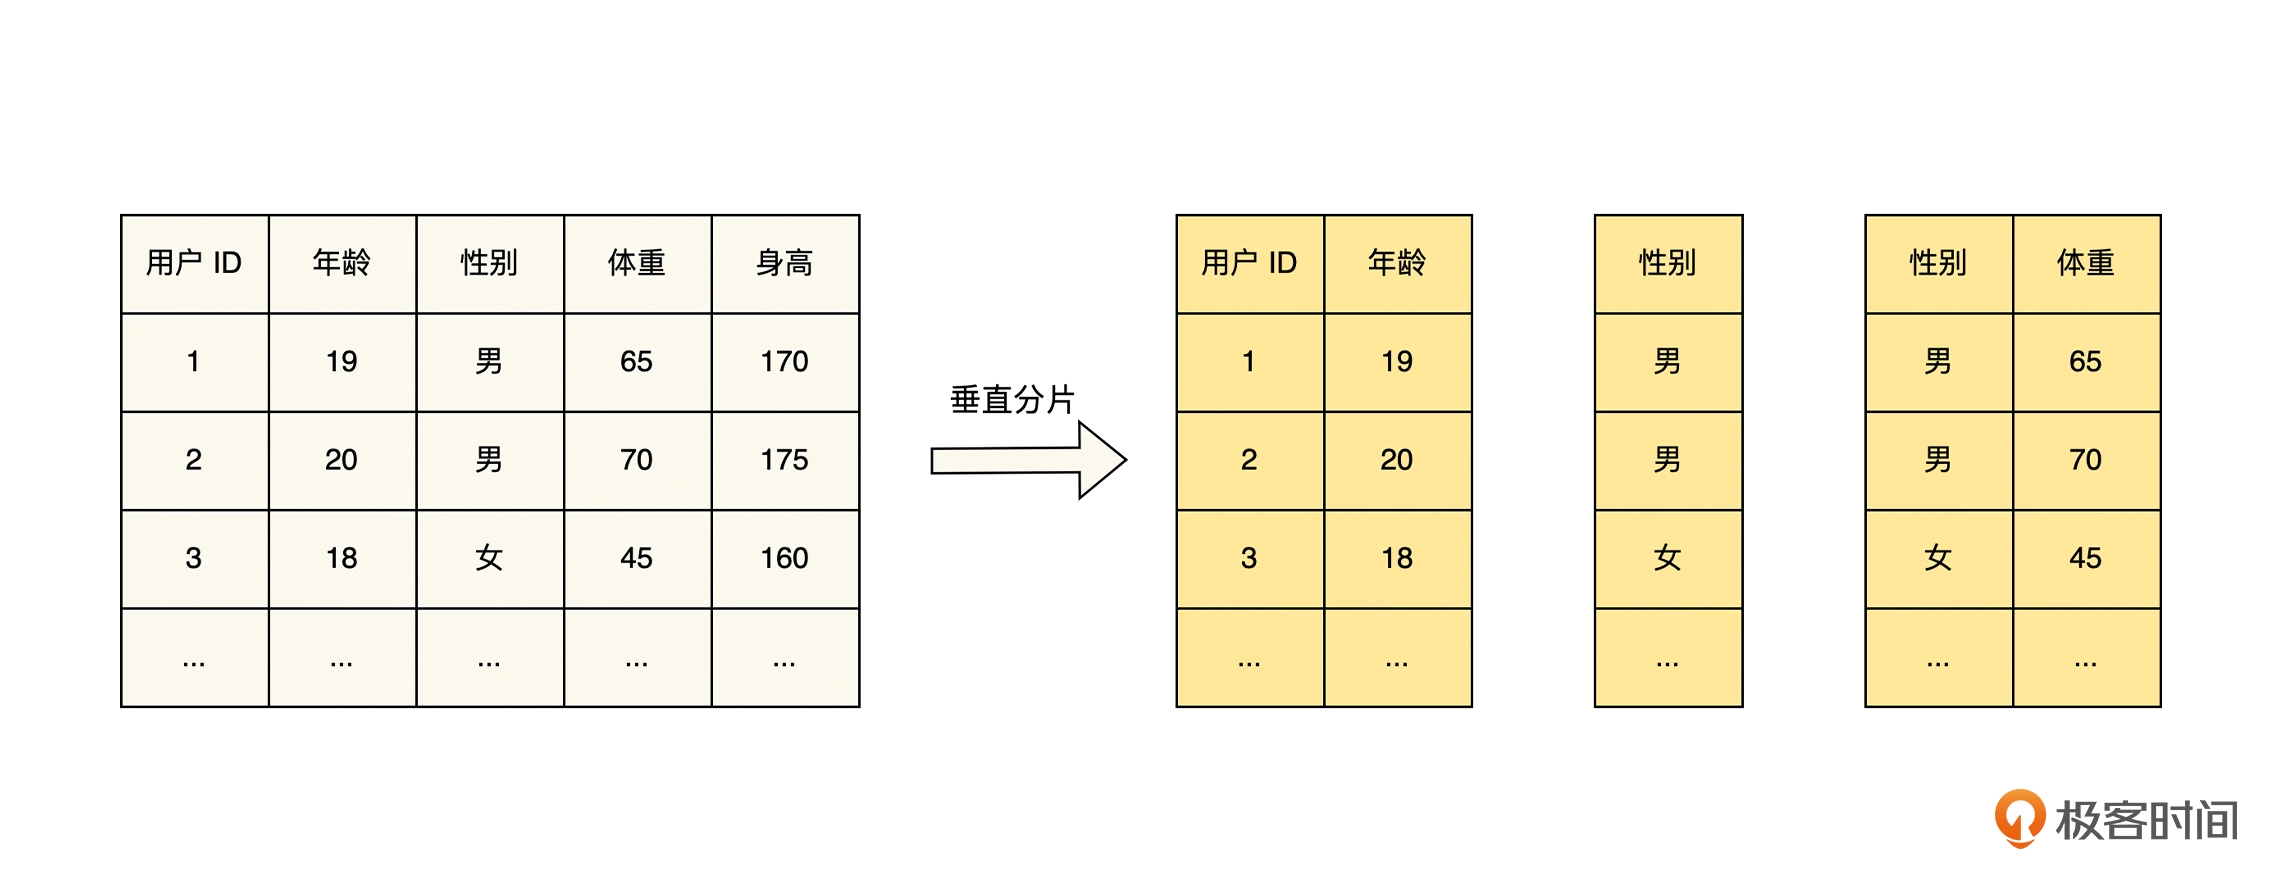 用户 ID 年龄 性别 体重 身高
1 19 男 65 170
2 20 男 70 175
3 18 女 45 160
... ... ... ... ...
垂直分片
用户 ID 年龄
1 19
2 20
3 18
... ...
性别
男
男
女
...
性别 体重
男 65
男 70
女 45
... ...
极客时间